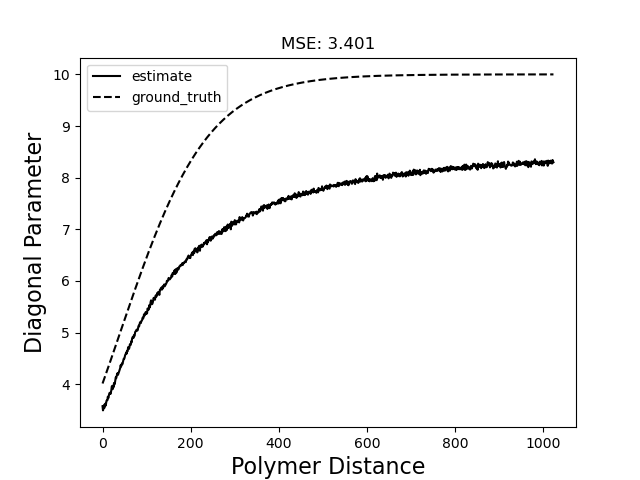 MSE: 3.401
estimate
ground_truth
10
9
8
7
6
5
4
Diagonal Parameter
0 200 400 600 800 1000
Polymer Distance